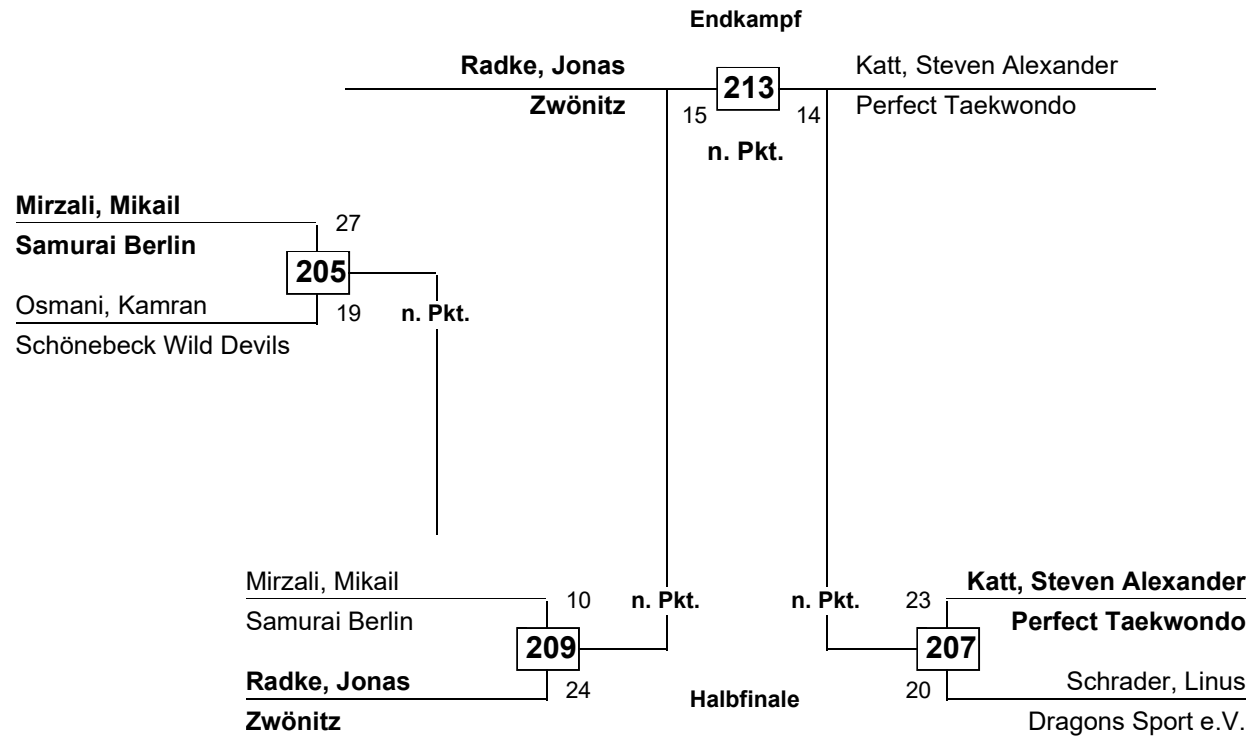 Endkampf
Radke, Jonas
Zwönitz
15
213
14
n. Pkt.
Katt, Steven Alexander
Perfect Taekwondo
Mirzali, Mikail
Samurai Berlin
27
205
Osmani, Kamran
Schönebeck Wild Devils
19
n. Pkt.
Mirzali, Mikail
Samurai Berlin
10
n. Pkt.
209
Radke, Jonas
Zwönitz
24
Halbfinale
n. Pkt.
23
Katt, Steven Alexander
Perfect Taekwondo
207
20
Schrader, Linus
Dragons Sport e.V.